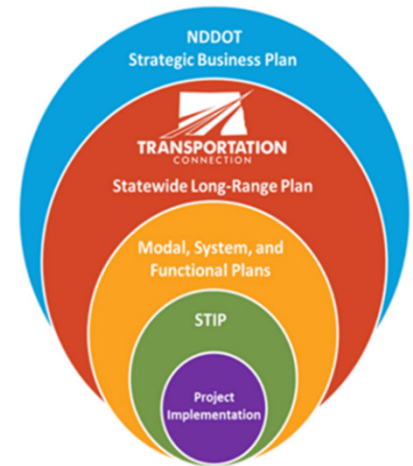 NDDOT
Strategic Business Plan
TRANSPORTATION
CONNECTION
Statewide Long-Range Plan
Modal, System, and
Functional Plans
STIP
Project
Implementation